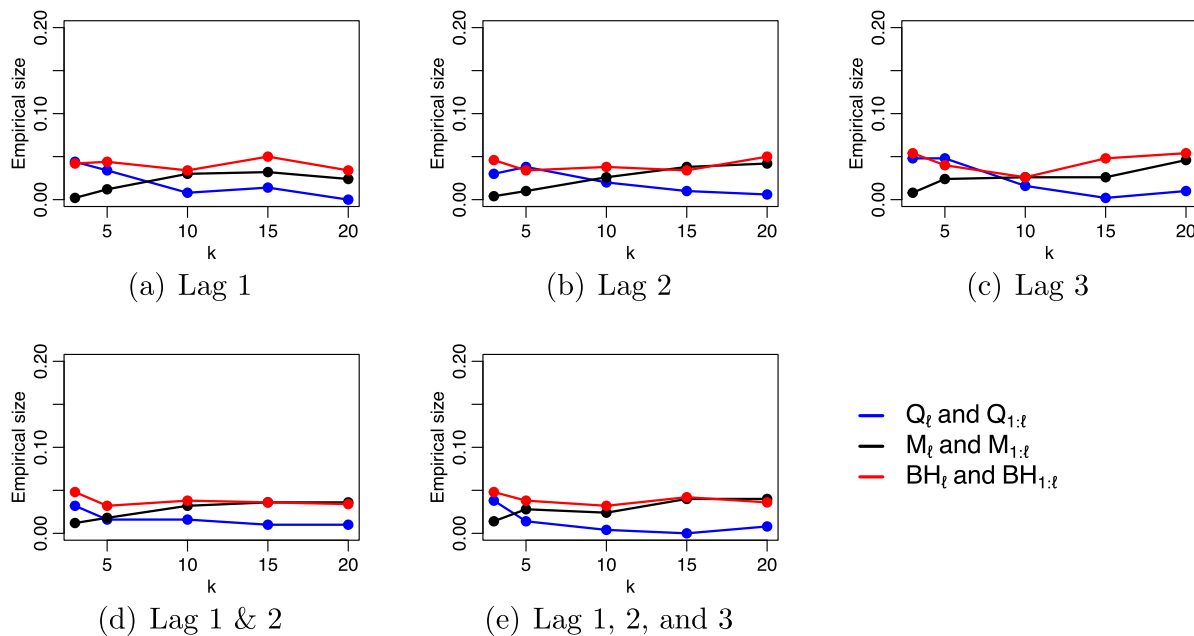 Empirical size
0.00 0.10 0.20
5 10 15 20
k
(a) Lag 1
Empirical size
0.00 0.10 0.20
5 10 15 20
k
(b) Lag 2
Empirical size
0.00 0.10 0.20
5 10 15 20
k
(c) Lag 3
Empirical size
0.00 0.10 0.20
5 10 15 20
k
(d) Lag 1 & 2
Empirical size
0.00 0.10 0.20
5 10 15 20
k
(e) Lag 1, 2, and 3
Qℓ and Q1:ℓ
Mℓ and M1:ℓ
BHℓ and BH1:ℓ